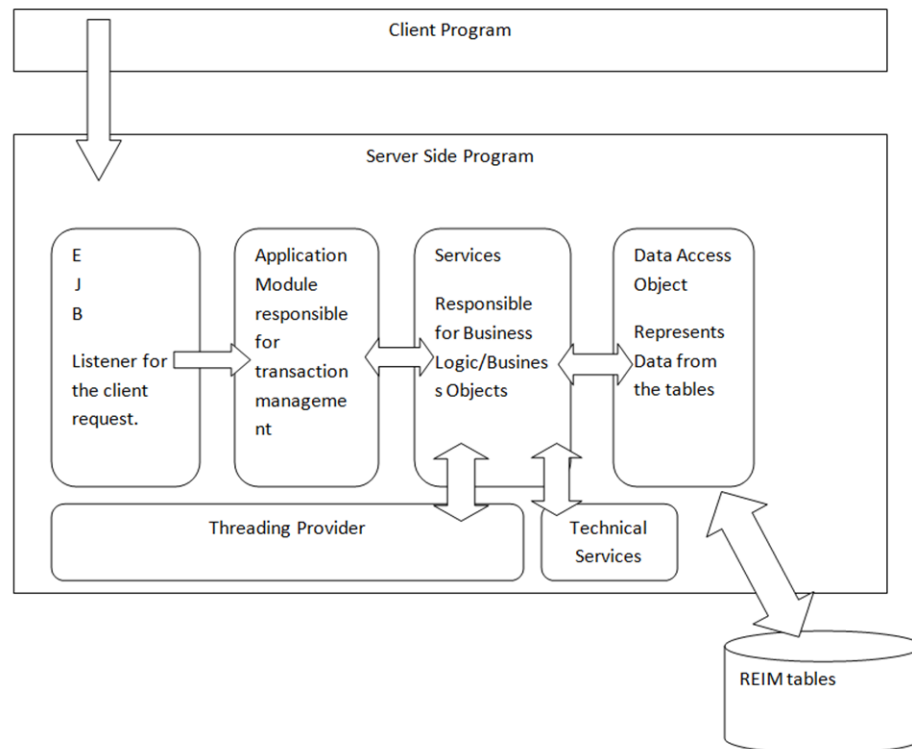 Client Program
Server Side Program
E
J
B
Listener for
the client
request.
Application
Module
responsible
for
transaction
manageme
nt
Services
Responsible
for Business
Logic/Busines
s Objects
Data Access
Object
Represents
Data from
the tables
Threading Provider
Technical
Services
REIM tables